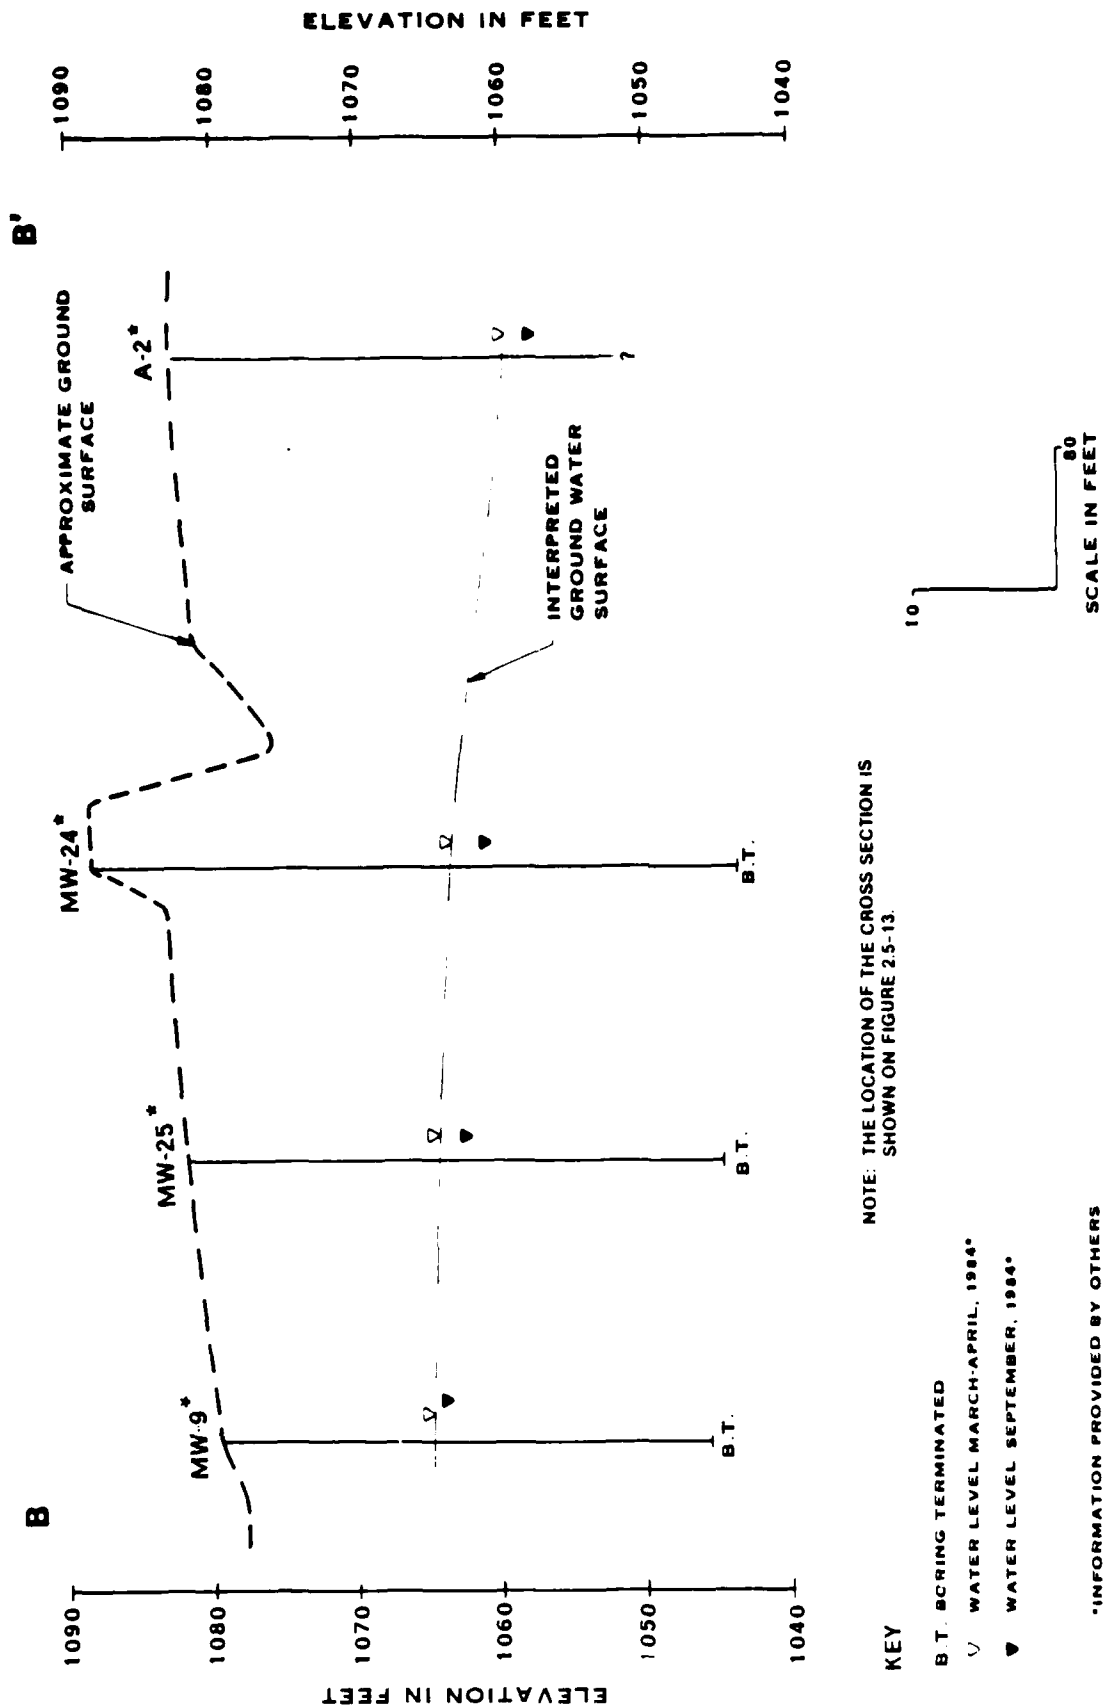 B
B'
ELEVATION IN FEET
1090
1080
1070
1060
1050
1040
ELEVATION IN FEET
1090
1080
1070
1060
1050
1040
MW-9*
MW-25*
MW-24*
A-2*
APPROXIMATE GROUND
SURFACE
INTERPRETED
GROUND WATER
SURFACE
B.T.
B.T.
B.T.
?
NOTE: THE LOCATION OF THE CROSS SECTION IS
SHOWN ON FIGURE 2.5-13.
10
80
SCALE IN FEET
KEY
B.T. BORING TERMINATED
WATER LEVEL MARCH-APRIL, 1984*
WATER LEVEL SEPTEMBER, 1984*
*INFORMATION PROVIDED BY OTHERS